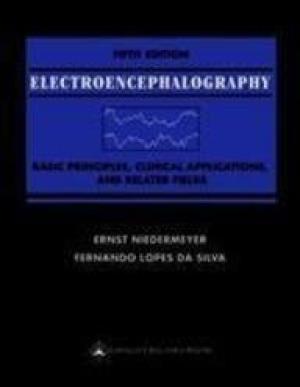 FIFTH EDITION
ELECTROENCEPHALOGRAPHY
BASIC PRINCIPLES, CLINICAL APPLICATIONS,
AND RELATED FIELDS
ERNST NIEDERMEYER
FERNANDO LOPES DA SILVA